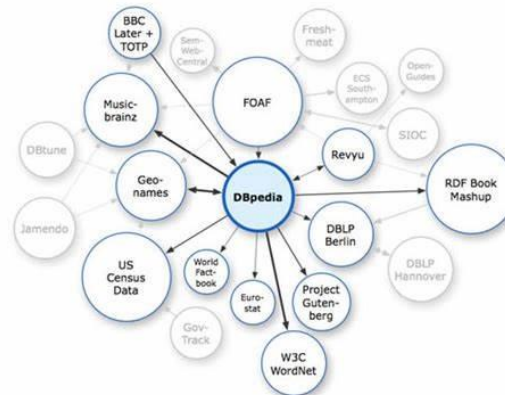 BBC
Later +
TOTP
Sem-
Web-
Central
Fresh-
meat
FOAF
ECS
South-
ampton
Open-
Guides
Music-
brainz
SIOC
DBtune
Revyu
Geo-
names
DBpedia
RDF Book
Mashup
Jamendo
DBLP
Berlin
US
Census
Data
World
Fact-
book
Euro-
stat
Project
Guten-
berg
DBLP
Hannover
Gov-
Track
W3C
WordNet